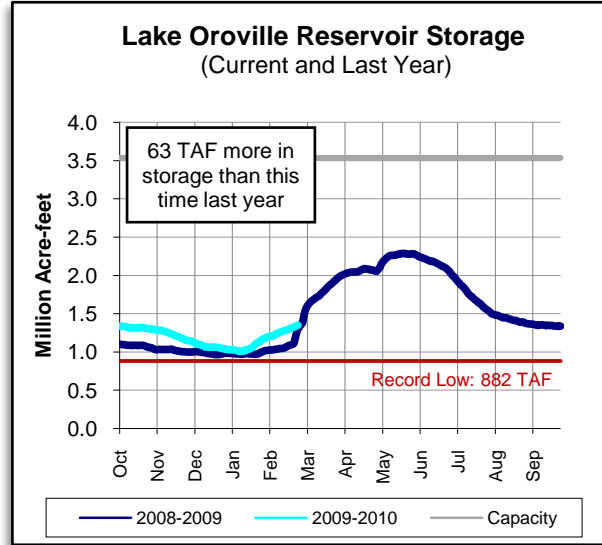 Lake Oroville Reservoir Storage
(Current and Last Year)
Million Acre-feet
4.0
3.5
3.0
2.5
2.0
1.5
1.0
0.5
0.0
63 TAF more in
storage than this
time last year
Record Low: 882 TAF
Oct
Nov
Dec
Jan
Feb
Mar
Apr
May
Jun
Jul
Aug
Sep
2008-2009
2009-2010
Capacity